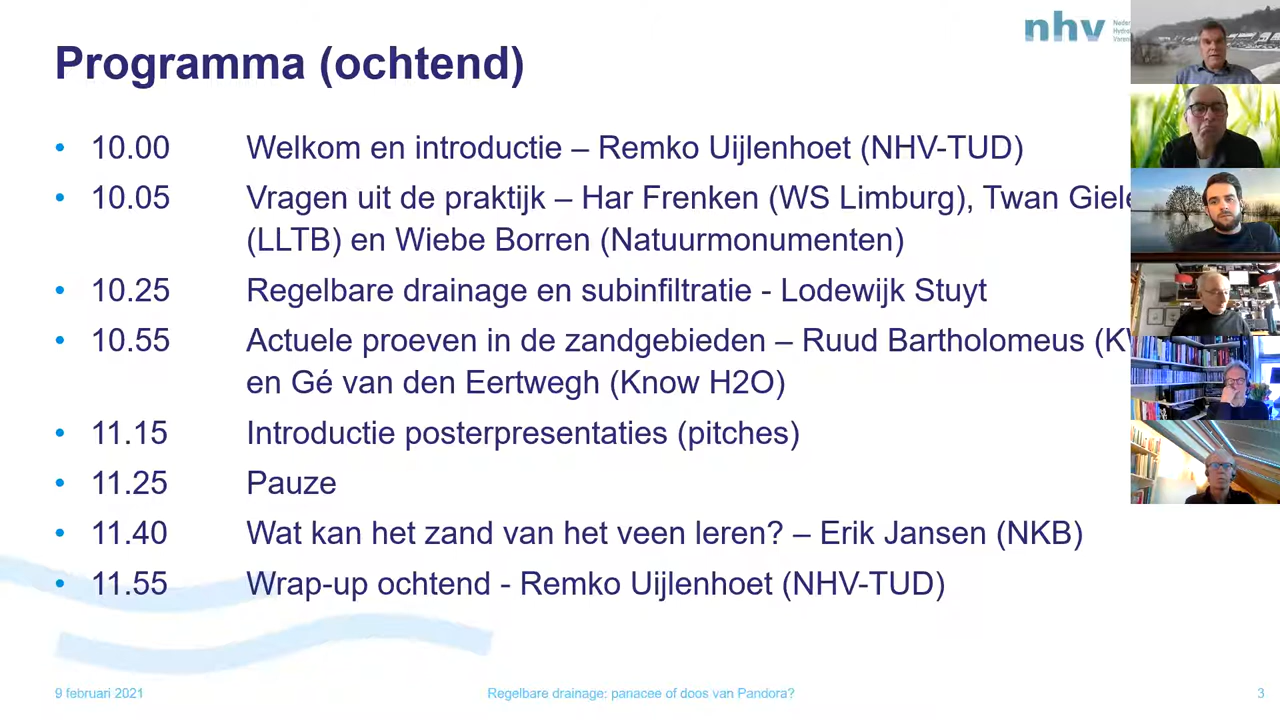 nhv
Programma (ochtend)
• 10.00 Welkom en introductie – Remko Uijlenhoet (NHV-TUD)
• 10.05 Vragen uit de praktijk – Har Frenken (WS Limburg), Twan
(LLTB) en Wiebe Borren (Natuurmonumenten)
• 10.25 Regelbare drainage en subinfiltratie - Lodewijk Stuyt
• 10.55 Actuele proeven in de zandgebieden – Ruud Bartholomeus
en Gé van den Eertwegh (Know H2O)
• 11.15 Introductie posterpresentaties (pitches)
• 11.25 Pauze
• 11.40 Wat kan het zand van het veen leren? – Erik Jansen (NKB)
• 11.55 Wrap-up ochtend - Remko Uijlenhoet (NHV-TUD)
9 februari 2021 Regelbare drainage: panacee of doos van Pandora? 3